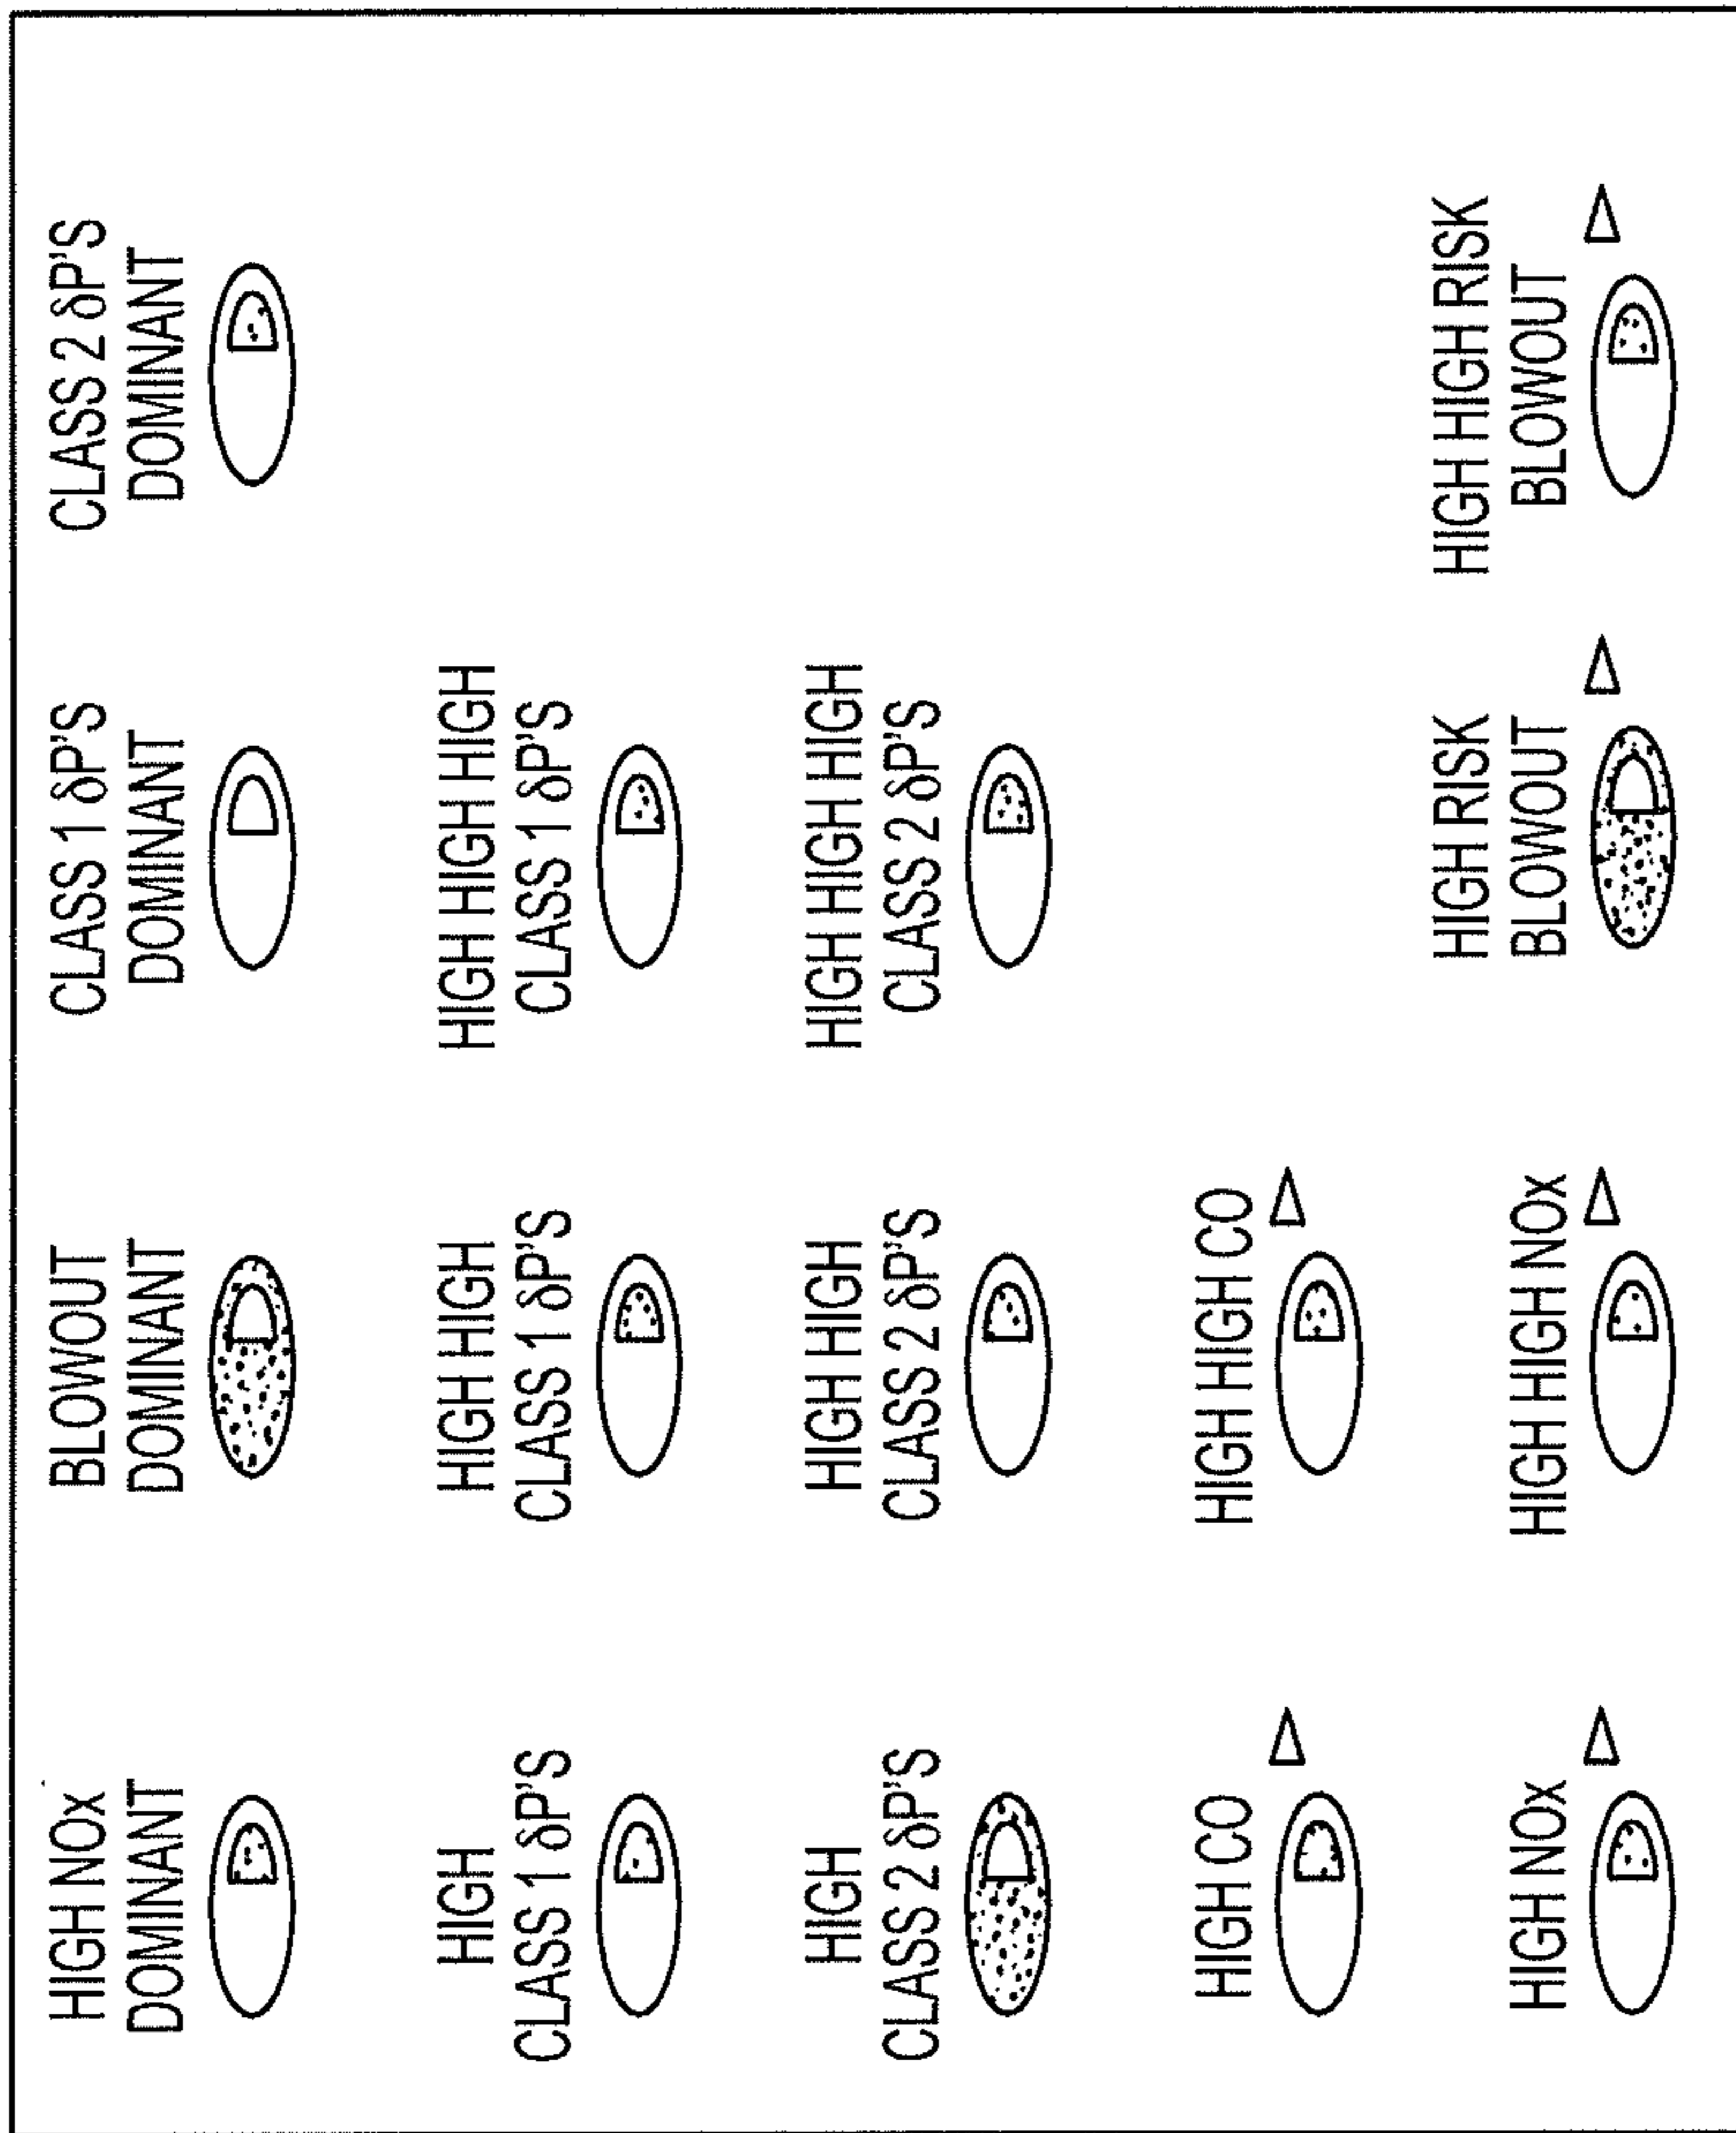 HIGH NOx
DOMINANT
BLOWOUT
DOMINANT
CLASS 1 δP'S
DOMINANT
CLASS 2 δP'S
DOMINANT
HIGH
CLASS 1 δP'S
HIGH HIGH
CLASS 1 δP'S
HIGH HIGH HIGH
CLASS 1 δP'S
HIGH
CLASS 2 δP'S
HIGH HIGH
CLASS 2 δP'S
HIGH HIGH HIGH
CLASS 2 δP'S
HIGH CO
HIGH HIGH CO
HIGH NOx
HIGH HIGH NOx
HIGH RISK
BLOWOUT
HIGH HIGH RISK
BLOWOUT